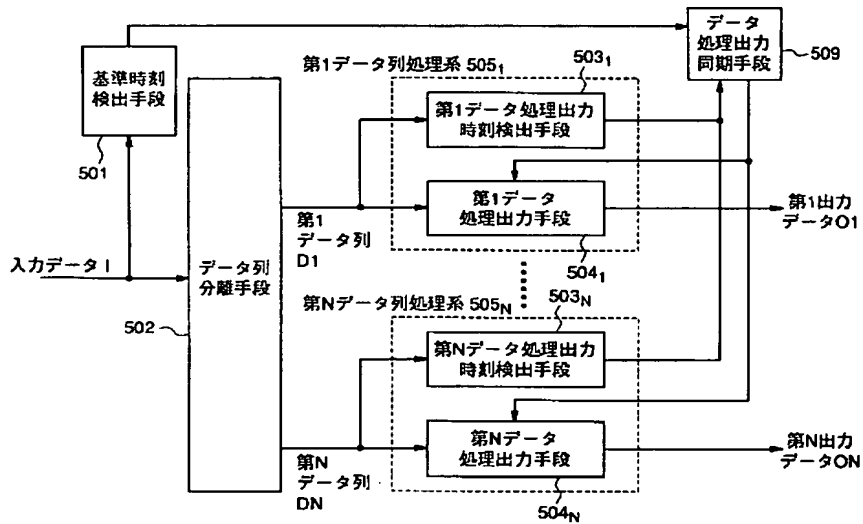 データ
処理出力
同期手段
509
基準時刻
検出手段
501
第1データ列処理系 505₁
503₁
第1データ処理出力
時刻検出手段
第1データ
処理出力手段
504₁
第1
データ列
D1
第1出力
データO1
入力データ I
データ列
分離手段
502
第Nデータ列処理系 505N
503N
第Nデータ処理出力
時刻検出手段
第Nデータ
処理出力手段
504N
第N
データ列
DN
第N出力
データON